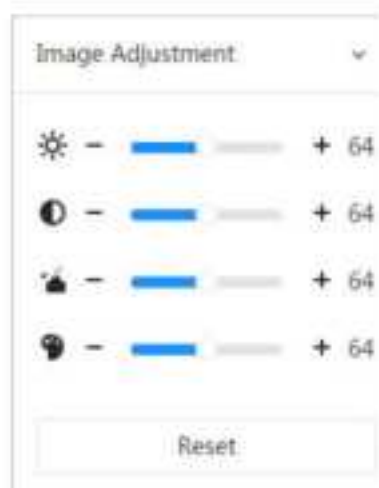 Image Adjustment
- + 64
- + 64
- + 64
- + 64
Reset